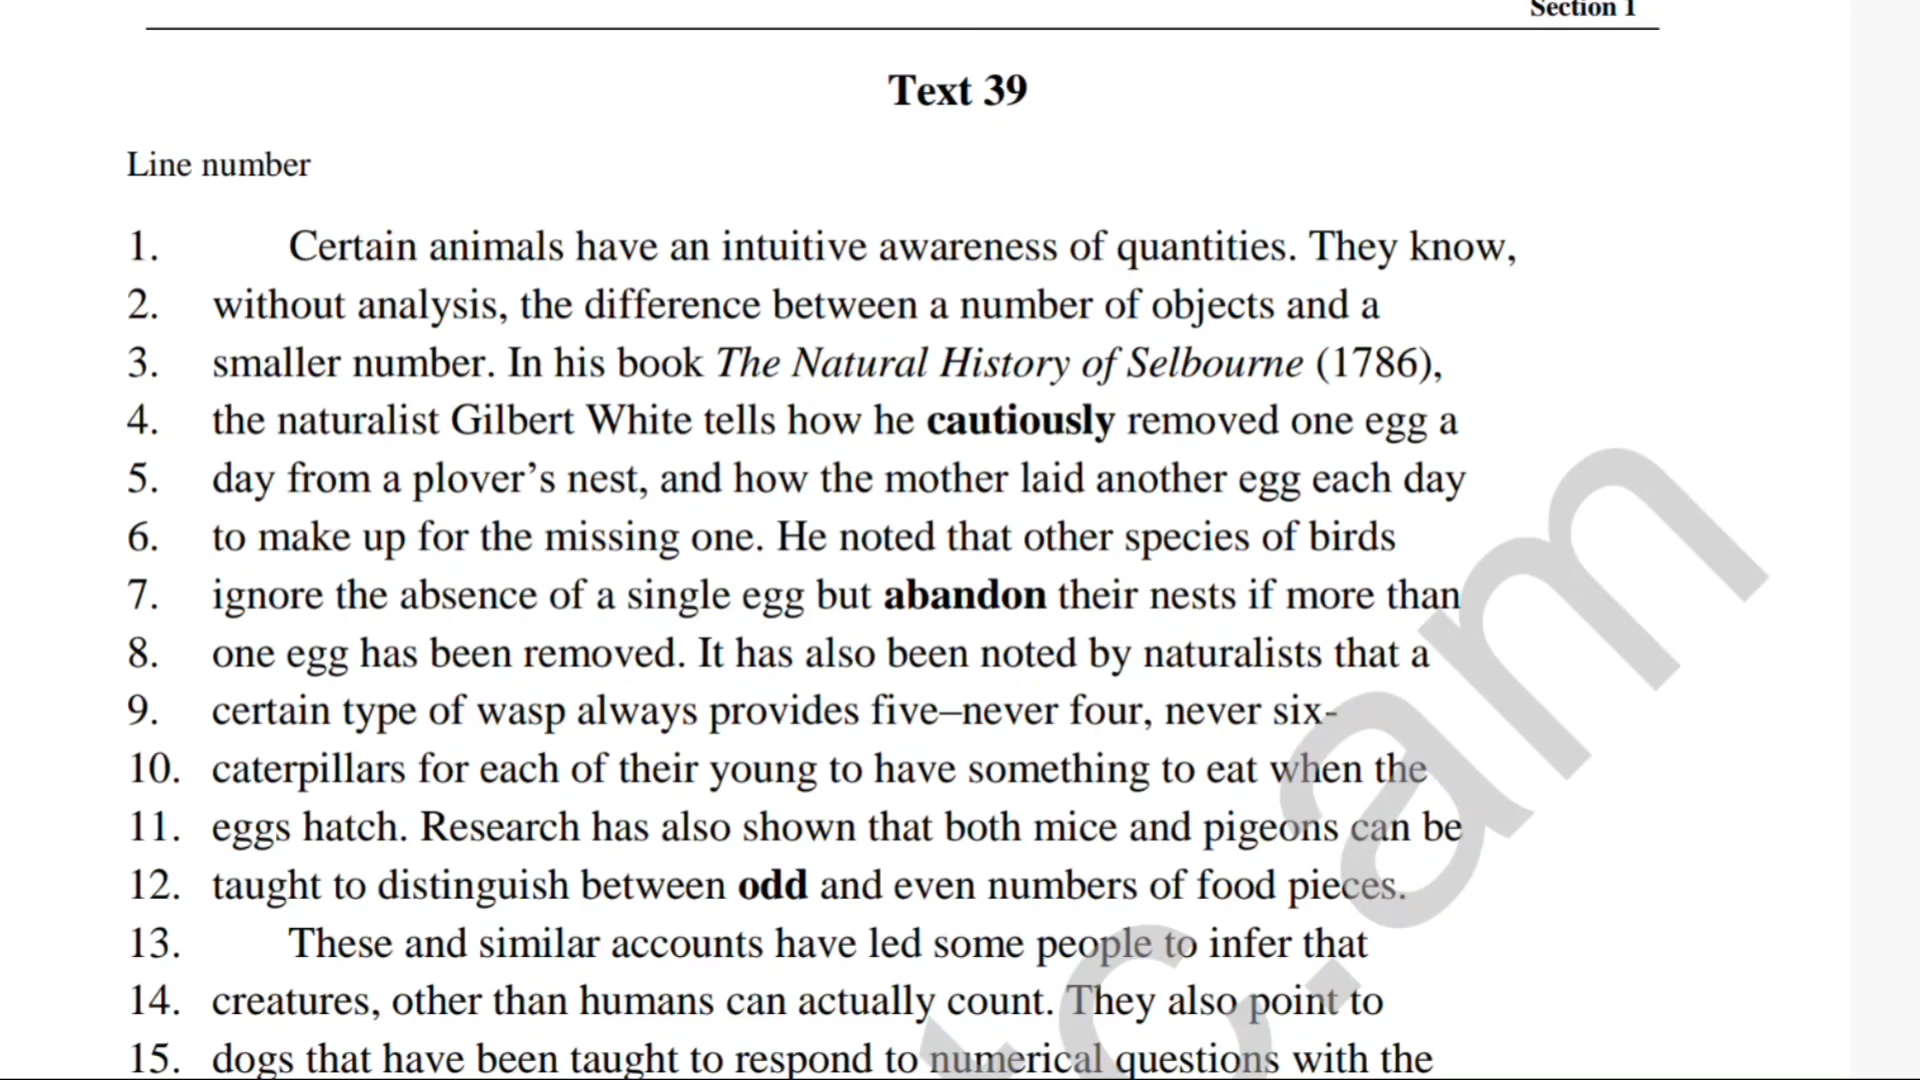 Section 1
Text 39
Line number
1. Certain animals have an intuitive awareness of quantities. They know,
2. without analysis, the difference between a number of objects and a
3. smaller number. In his book The Natural History of Selbourne (1786),
4. the naturalist Gilbert White tells how he cautiously removed one egg a
5. day from a plover’s nest, and how the mother laid another egg each day
6. to make up for the missing one. He noted that other species of birds
7. ignore the absence of a single egg but abandon their nests if more than
8. one egg has been removed. It has also been noted by naturalists that a
9. certain type of wasp always provides five–never four, never six-
10. caterpillars for each of their young to have something to eat when the
11. eggs hatch. Research has also shown that both mice and pigeons can be
12. taught to distinguish between odd and even numbers of food pieces.
13. These and similar accounts have led some people to infer that
14. creatures, other than humans can actually count. They also point to
15. dogs that have been taught to respond to numerical questions with the